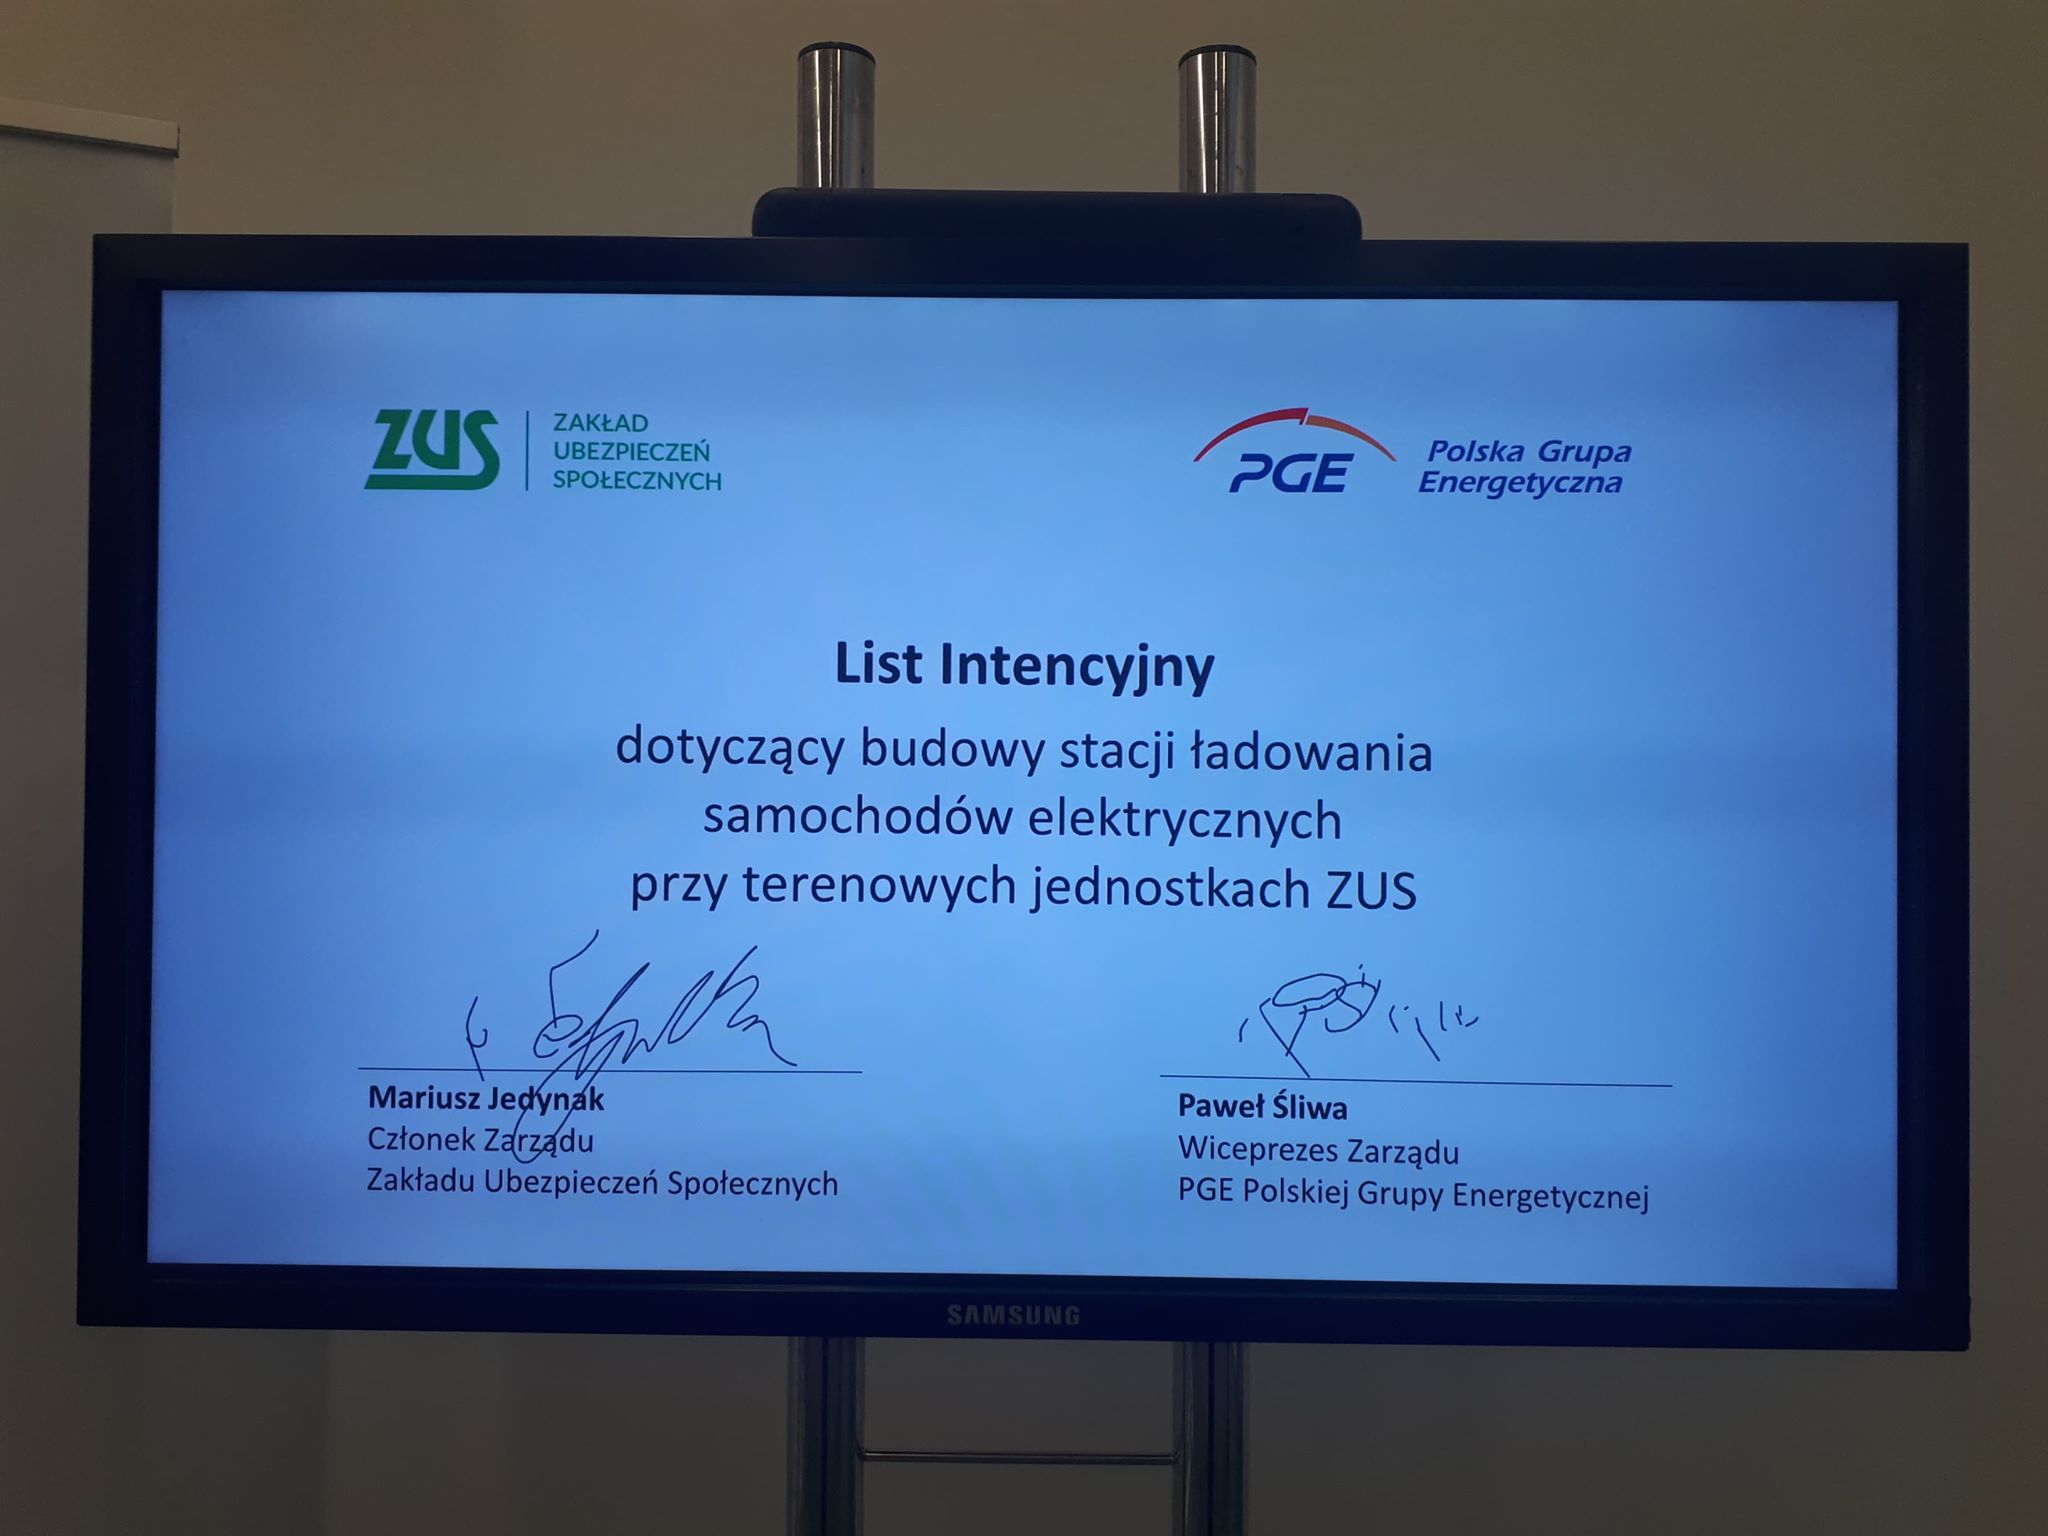 ZUS
ZAKŁAD
UBEZPIECZEŃ
SPOŁECZNYCH
PGE
Polska Grupa
Energetyczna
List Intencyjny
dotyczący budowy stacji ładowania
samochodów elektrycznych
przy terenowych jednostkach ZUS
Mariusz Jedynak
Członek Zarządu
Zakładu Ubezpieczeń Społecznych
Paweł Śliwa
Wiceprezes Zarządu
PGE Polskiej Grupy Energetycznej
SAMSUNG